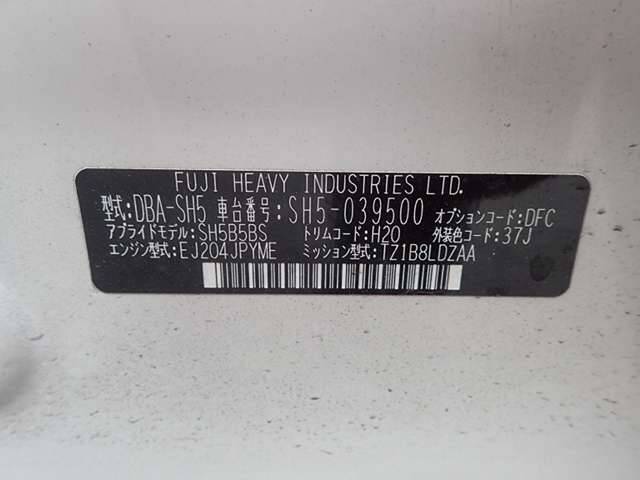 FUJI HEAVY INDUSTRIES LTD.
型式:DBA-SH5 車台番号:SH5-039500 オプションコード:DFC
アプライドモデル:SH5B5BS トリムコード:H20 外装色コード:37J
エンジン型式:EJ204JPYME ミッション型式:TZ1B8LDZAA